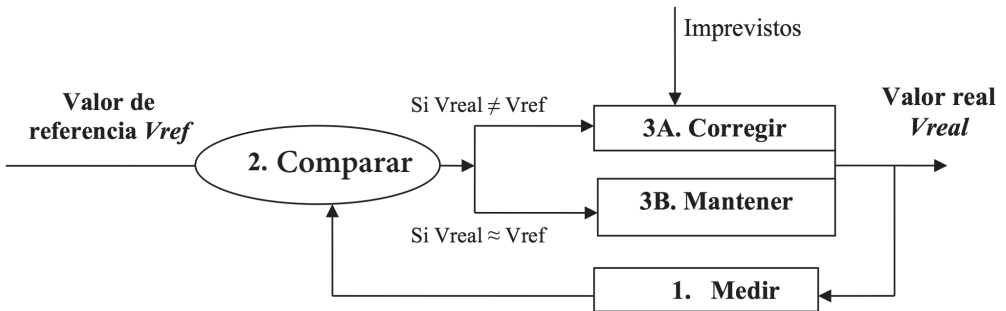 Imprevistos
Valor de
referencia Vref
Si Vreal ≠ Vref
Valor real
Vreal
3A. Corregir
2. Comparar
3B. Mantener
Si Vreal ≈ Vref
1. Medir